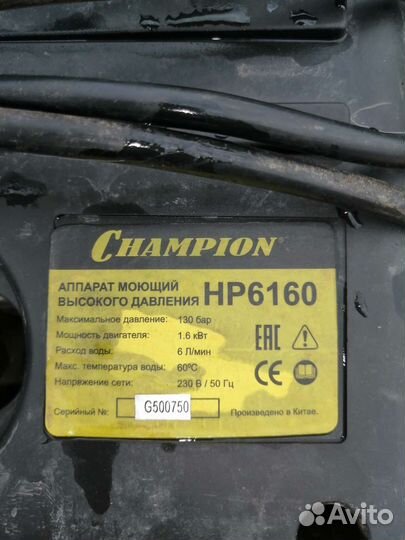 CHAMPION
АППАРАТ МОЮЩИЙ
ВЫСОКОГО ДАВЛЕНИЯ HP6160
Максимальное давление: 130 бар
Мощность двигателя: 1.6 кВт
Расход воды: 6 Л/мин
Макс. температура воды: 60ºС
Напряжение сети: 230 В / 50 Гц
EAC
CE
Серийный №: G500750 Произведено в Китае.
Avito